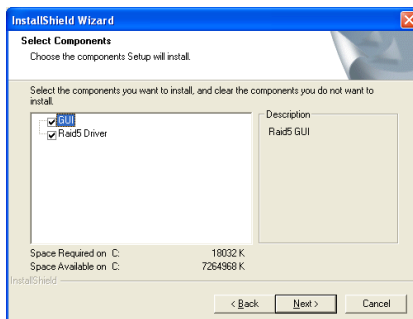 InstallShield Wizard
Select Components
Choose the components Setup will install.
Select the components you want to install, and clear the components you do not want to
install.
GUI
Raid5 Driver
Description
Raid5 GUI
Space Required on C: 18032 K
Space Available on C: 7264968 K
InstallShield
< Back Next > Cancel